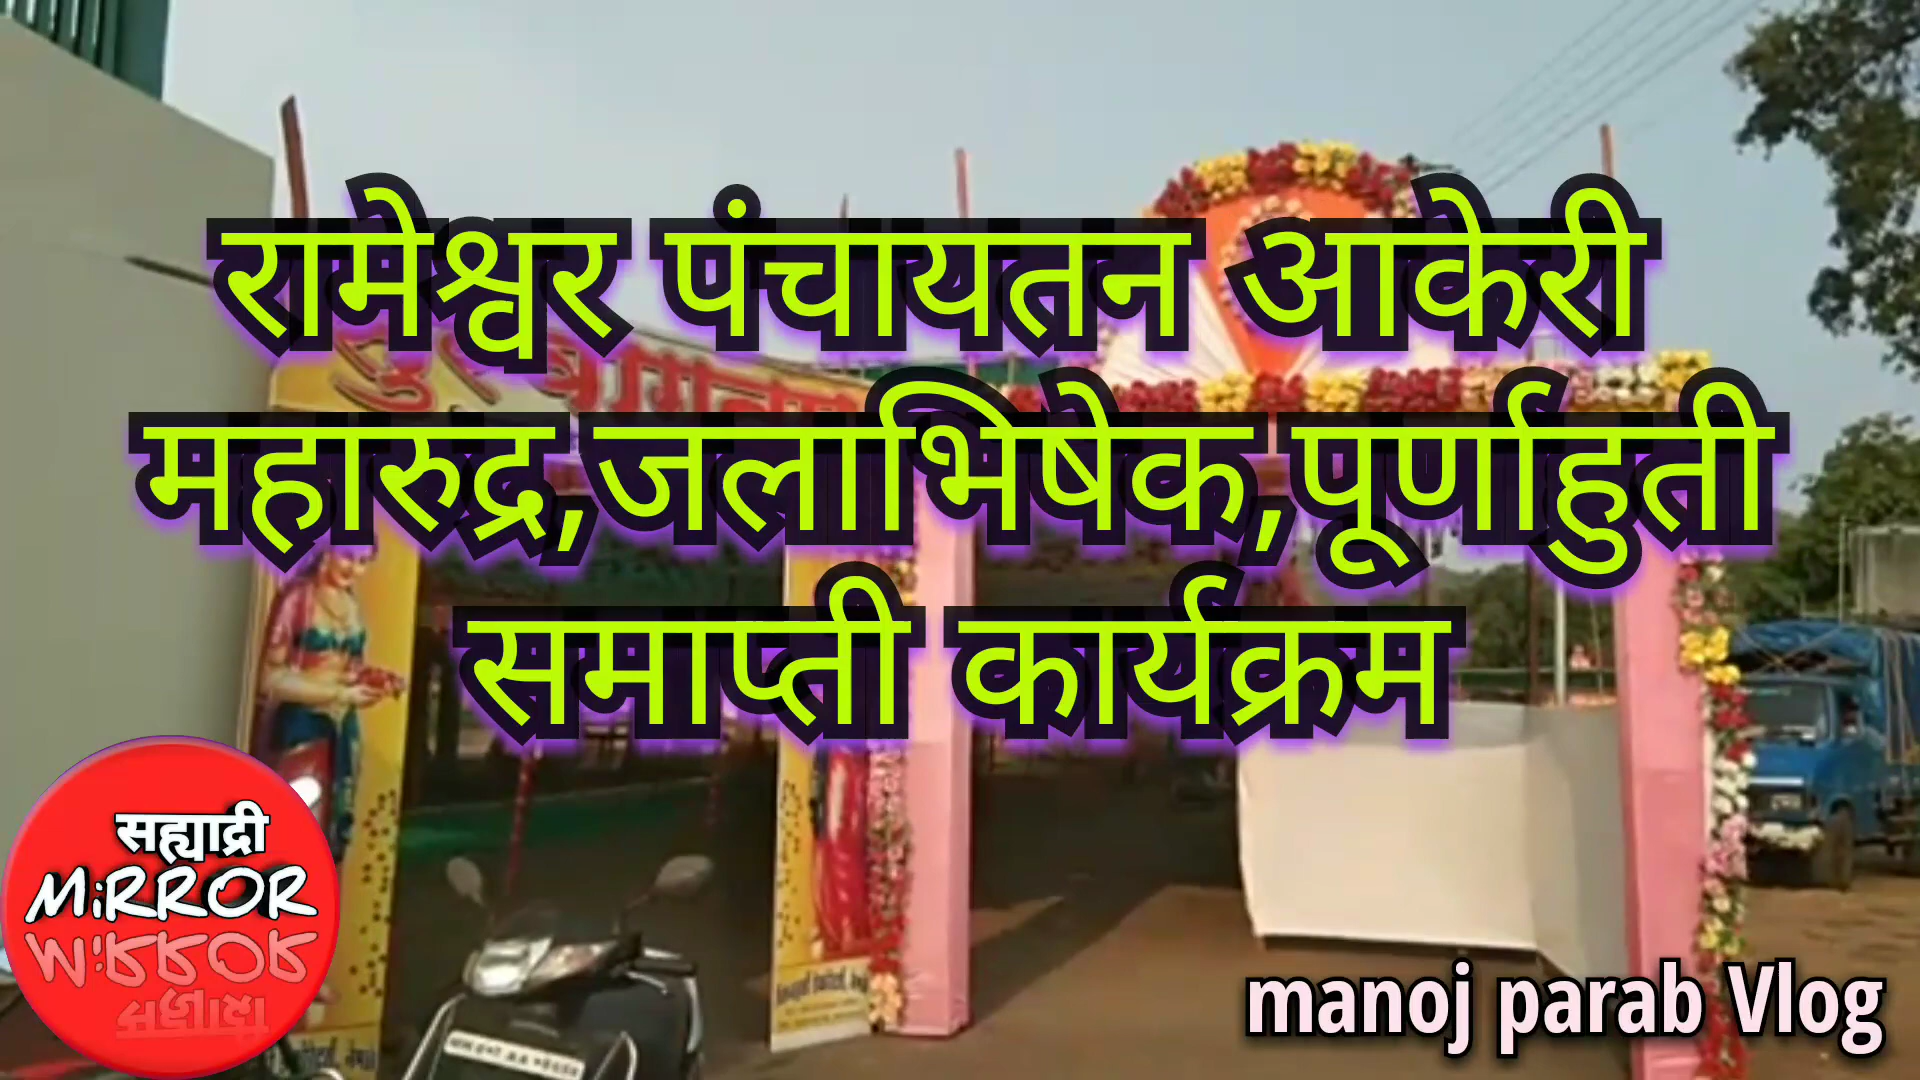 रामेश्वर पंचायतन आकेरी
महारुद्र,जलाभिषेक,पूर्णाहुती
समाप्ती कार्यक्रम
सह्याद्री
MiRROR
manoj parab Vlog